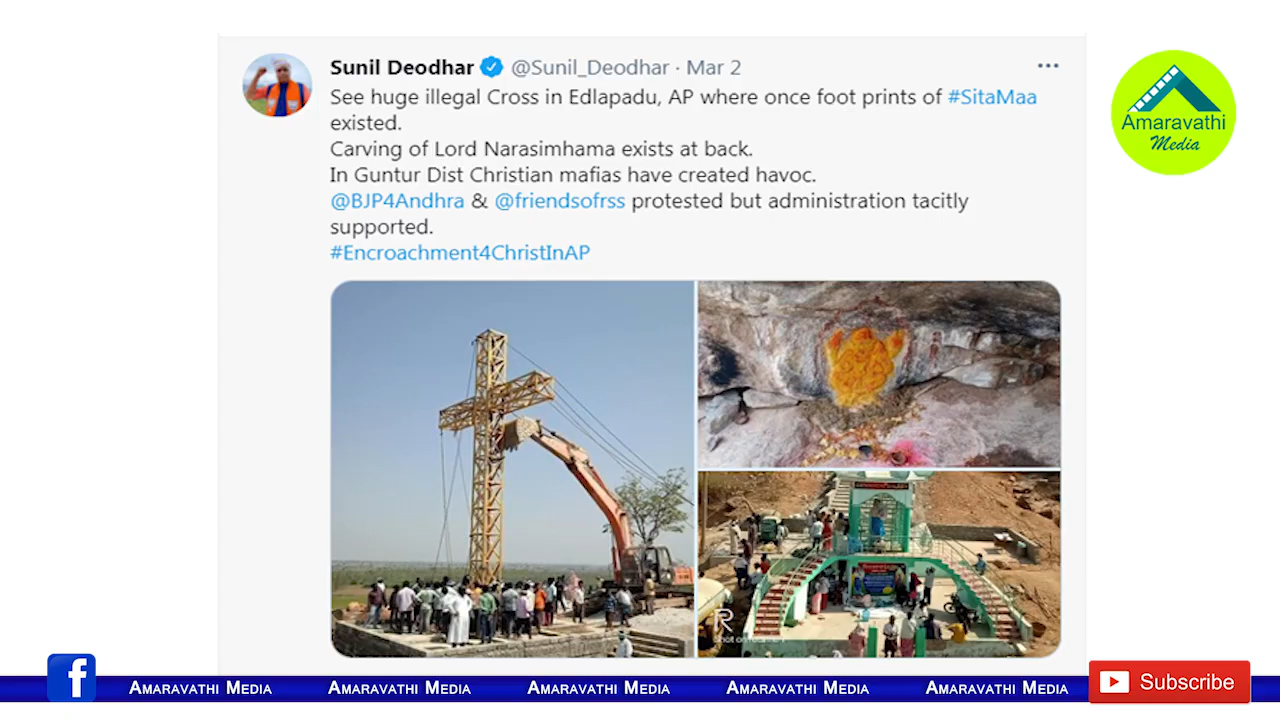 Sunil Deodhar @Sunil_Deodhar · Mar 2
See huge illegal Cross in Edlapadu, AP where once foot prints of #SitaMaa
existed.
Carving of Lord Narasimhama exists at back.
In Guntur Dist Christian mafias have created havoc.
@BJP4Andhra & @friendsofrss protested but administration tacitly
supported.
#Encroachment4ChristInAP
Amaravathi
Media
R
Shot on
f
Amaravathi Media Amaravathi Media Amaravathi Media Amaravathi Media Amaravathi Media
Subscribe